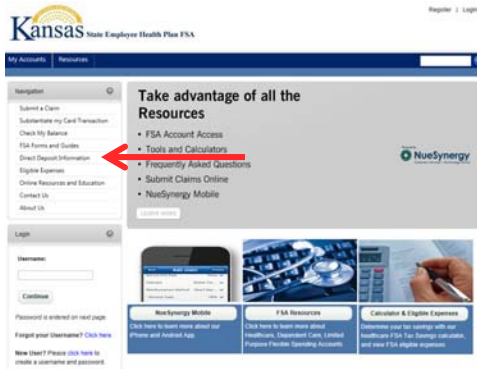 Register | Login
Kansas State Employee Health Plan FSA
My Accounts Resources
Navigation
Submit a Claim
Substantiate my Card Transaction
Check My Balance
FSA Forms and Guides
Direct Deposit Information
Eligible Expenses
Online Resources and Education
Contact Us
About Us
Take advantage of all the
Resources
• FSA Account Access
• Tools and Calculators
• Frequently Asked Questions
• Submit Claims Online
• NueSynergy Mobile
LEARN MORE
NueSynergy
Login
Username:
Continue
Password is entered on next page
Forgot your Username? Click here
New User? Please click here to
create a username and password.
NueSynergy Mobile
Click here to learn more about our
iPhone and Android App.
FSA Resources
Click here to learn more about
Healthcare, Dependent Care, Limited
Purpose Flexible Spending Accounts
Calculator & Eligible Expenses
Determine your tax savings with our
healthcare FSA Tax Savings calculator,
and view FSA eligible expenses